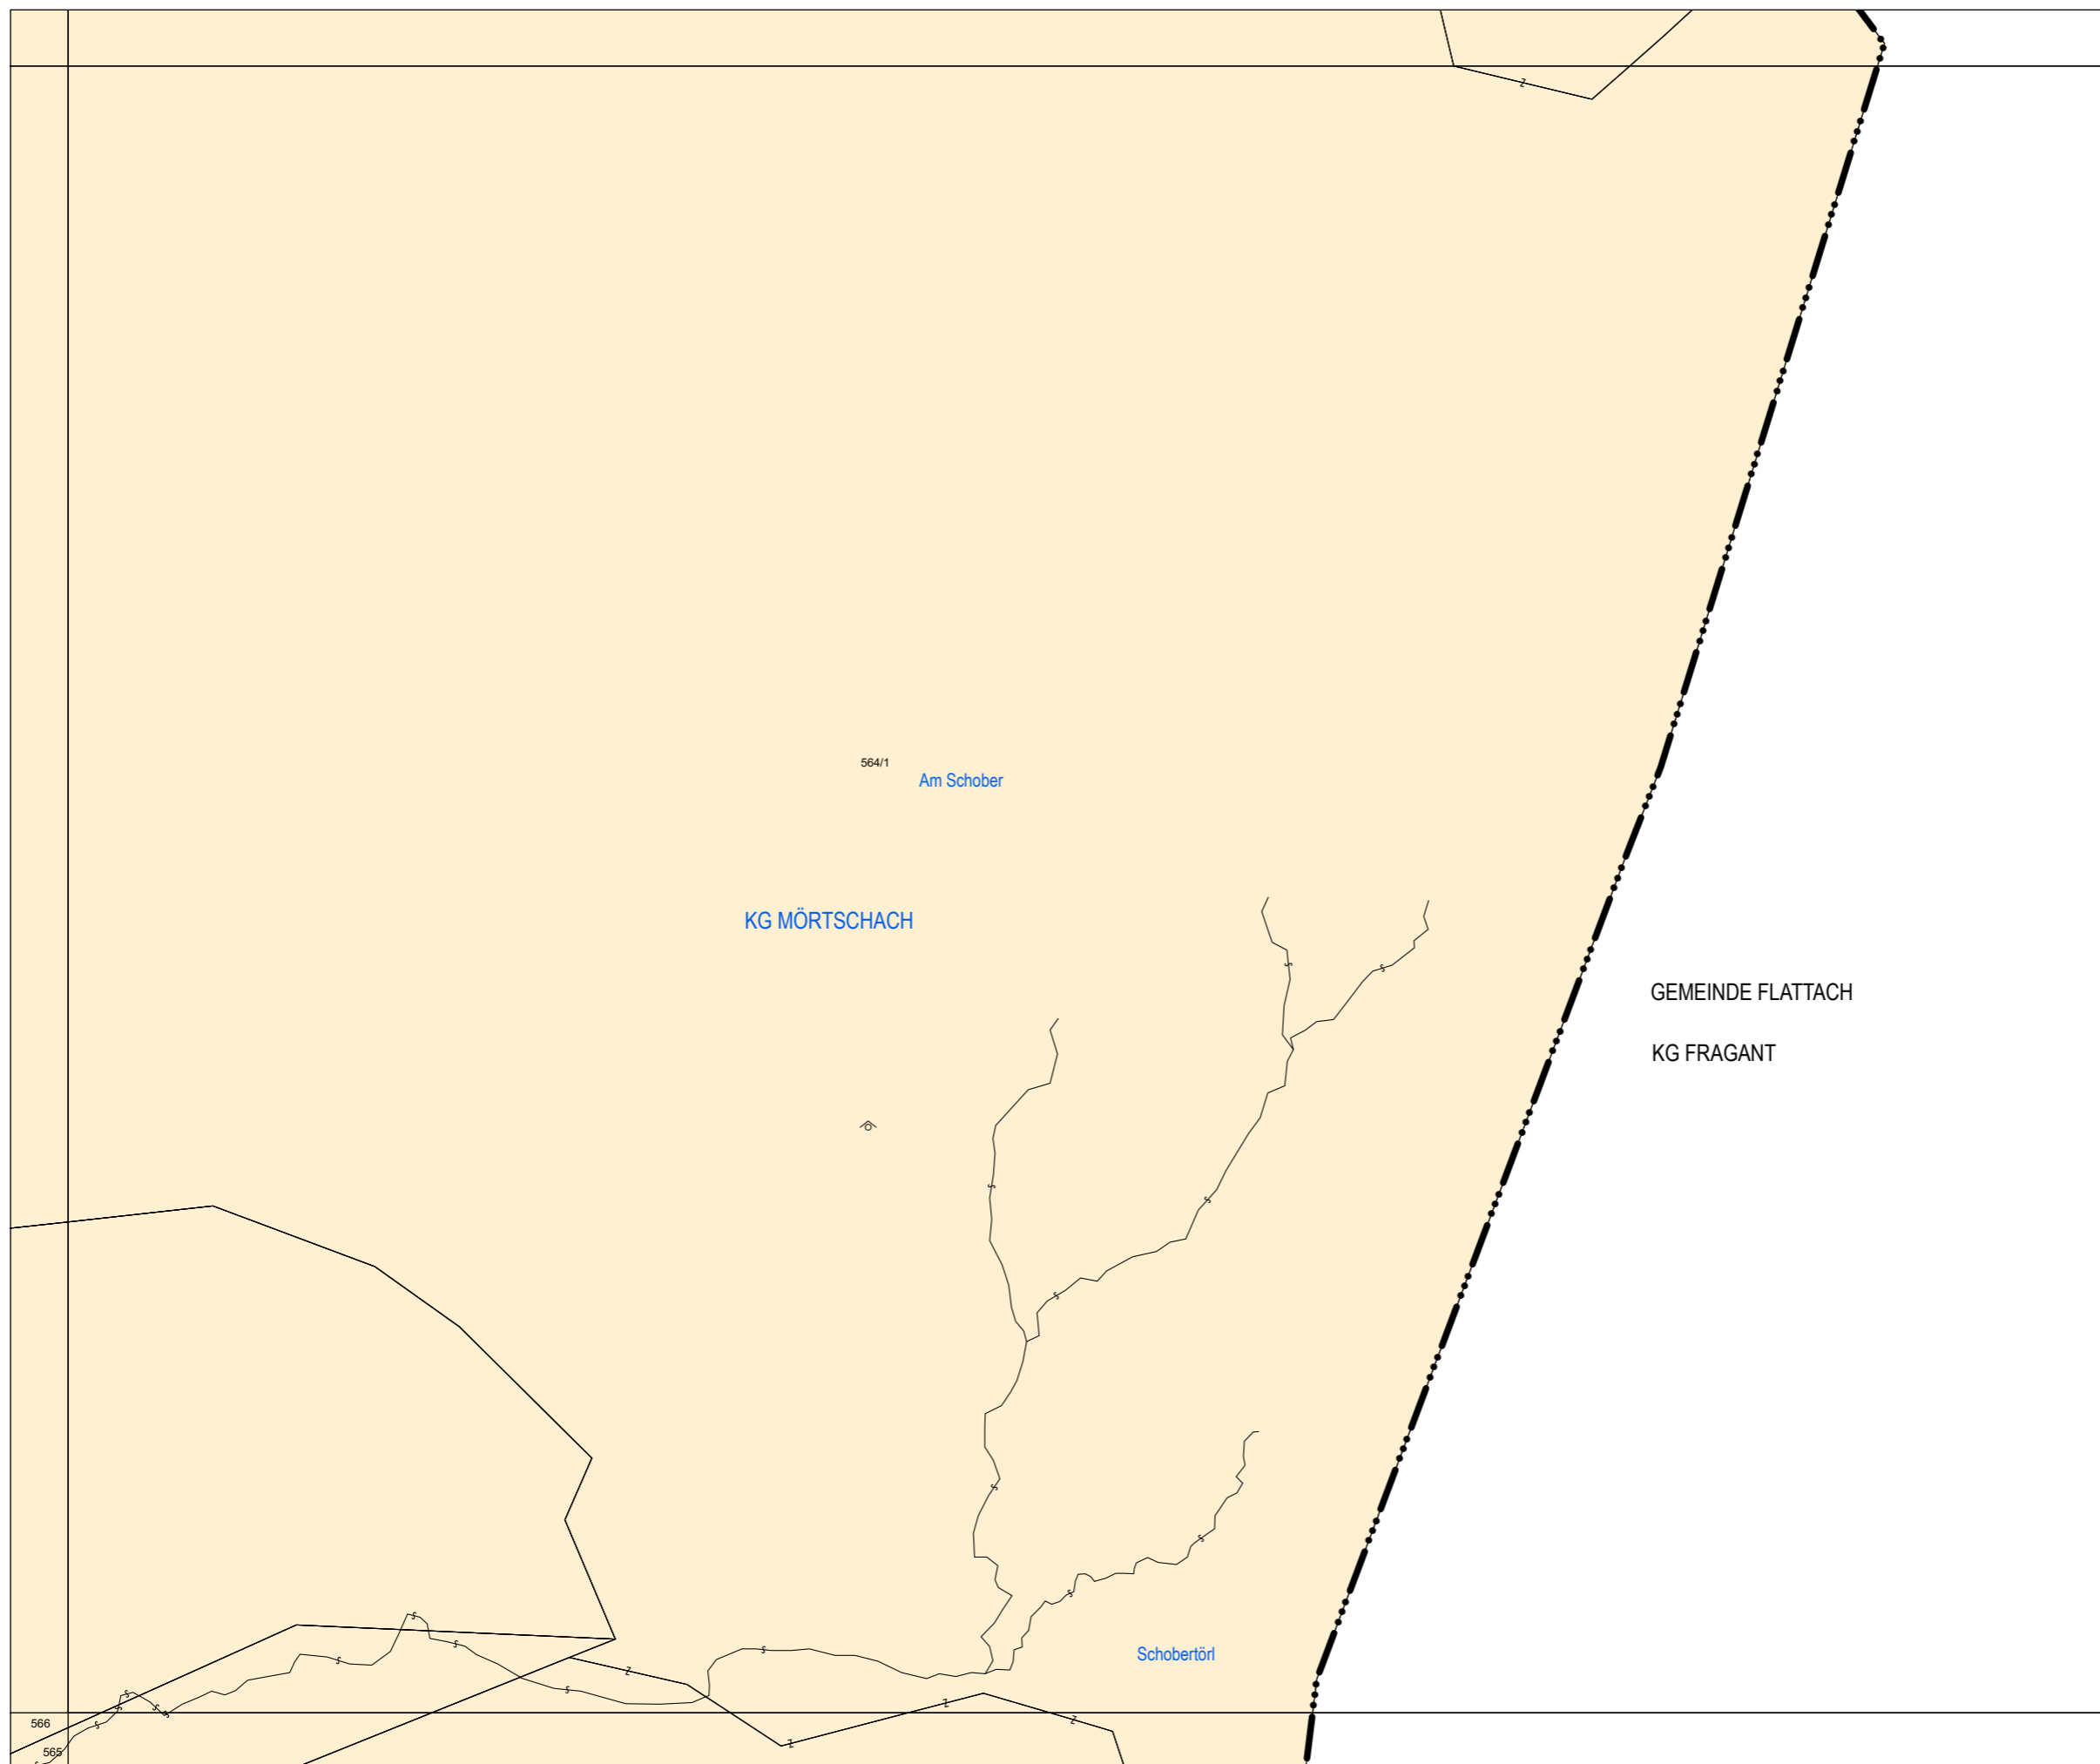 564/1
Am Schober
KG MÖRTSCHACH
GEMEINDE FLATTACH
KG FRAGANT
Schobertörl
566
565